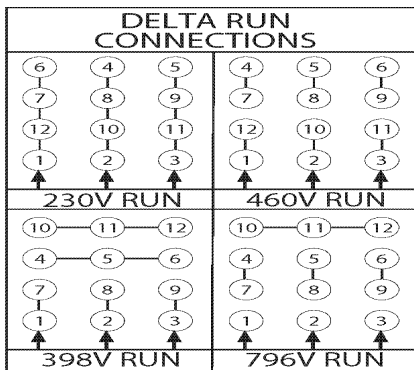 DELTA RUN
CONNECTIONS
6 4 5 4 5 6
7 8 9 7 8 9
12 10 11 12 10 11
1 2 3 1 2 3
230V RUN 460V RUN
10 11 12 10 11 12
4 5 6 4 5 6
7 8 9 7 8 9
1 2 3 1 2 3
398V RUN 796V RUN